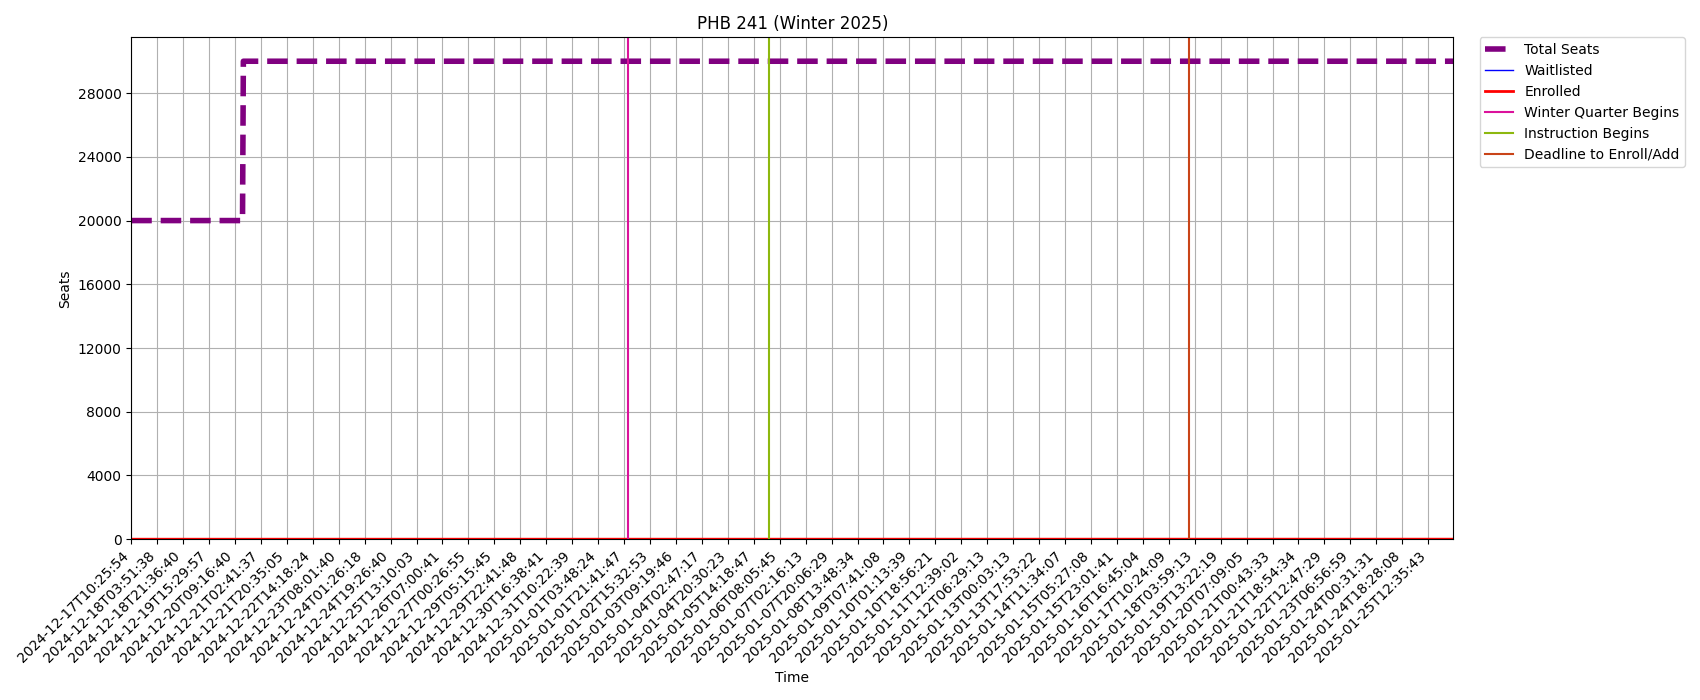 PHB 241 (Winter 2025)
Total Seats
Waitlisted
Enrolled
Winter Quarter Begins
Instruction Begins
Deadline to Enroll/Add
Seats
28000
24000
20000
16000
12000
8000
4000
0
2024-12-17T10:25:54
2024-12-18T03:51:38
2024-12-18T21:36:40
2024-12-19T15:29:57
2024-12-20T09:16:40
2024-12-21T02:41:37
2024-12-21T20:35:05
2024-12-22T14:18:24
2024-12-23T08:01:40
2024-12-24T01:26:18
2024-12-24T19:26:40
2024-12-25T13:10:03
2024-12-26T07:00:41
2024-12-27T00:26:55
2024-12-29T05:15:45
2024-12-29T22:41:48
2024-12-30T16:38:41
2024-12-31T10:22:39
2025-01-01T03:48:24
2025-01-01T21:41:47
2025-01-02T15:32:53
2025-01-03T09:19:46
2025-01-04T02:47:17
2025-01-04T20:30:23
2025-01-05T14:18:47
2025-01-06T08:05:45
2025-01-07T02:16:13
2025-01-07T20:06:29
2025-01-08T13:48:34
2025-01-09T07:41:08
2025-01-10T01:13:39
2025-01-10T18:56:21
2025-01-11T12:39:02
2025-01-12T06:29:13
2025-01-13T00:03:13
2025-01-13T17:53:22
2025-01-14T11:34:07
2025-01-15T05:27:08
2025-01-15T23:01:41
2025-01-16T16:45:04
2025-01-17T10:24:09
2025-01-18T03:59:13
2025-01-19T13:22:19
2025-01-20T07:09:05
2025-01-21T00:43:33
2025-01-21T18:54:34
2025-01-22T12:47:29
2025-01-23T06:56:59
2025-01-24T00:31:31
2025-01-24T18:28:08
2025-01-25T12:35:43
Time